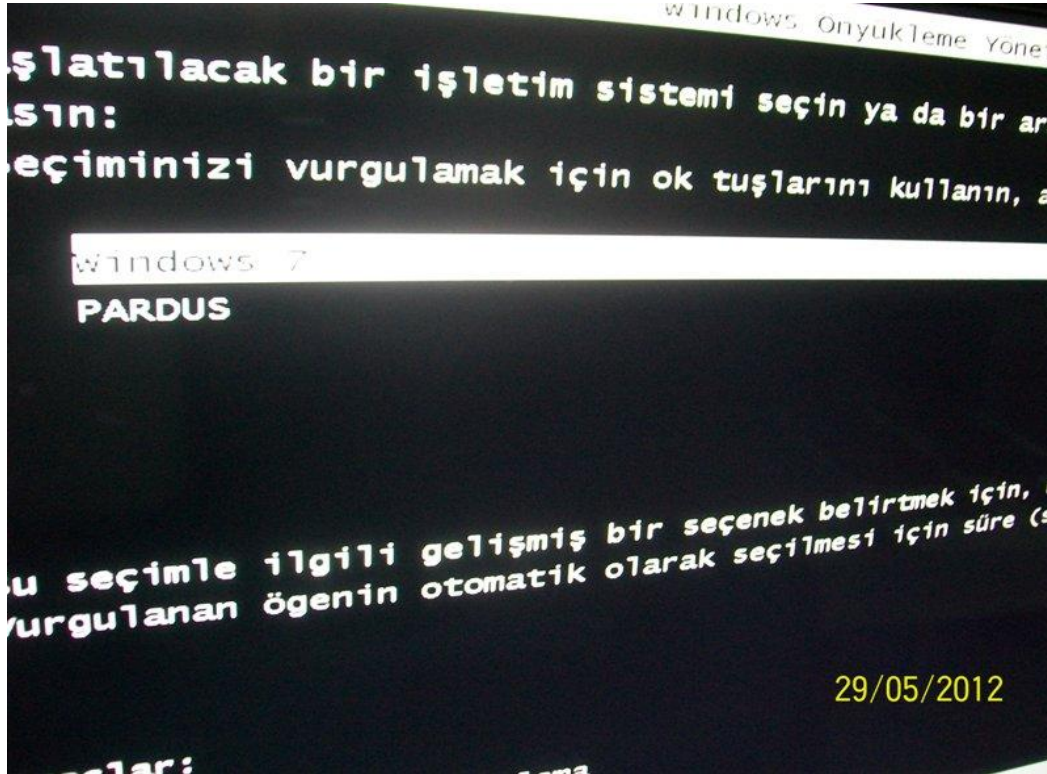 Windows Önyükleme Yöne
şlatılacak bir işletim sistemi seçin ya da bir ar
sın:
eçiminizi vurgulamak için ok tuşlarını kullanın, a
Windows 7
PARDUS
u seçimle ilgili gelişmiş bir seçenek belirtmek için,
vurgulanan ögenin otomatik olarak seçilmesi için süre (s
29/05/2012
çlar: